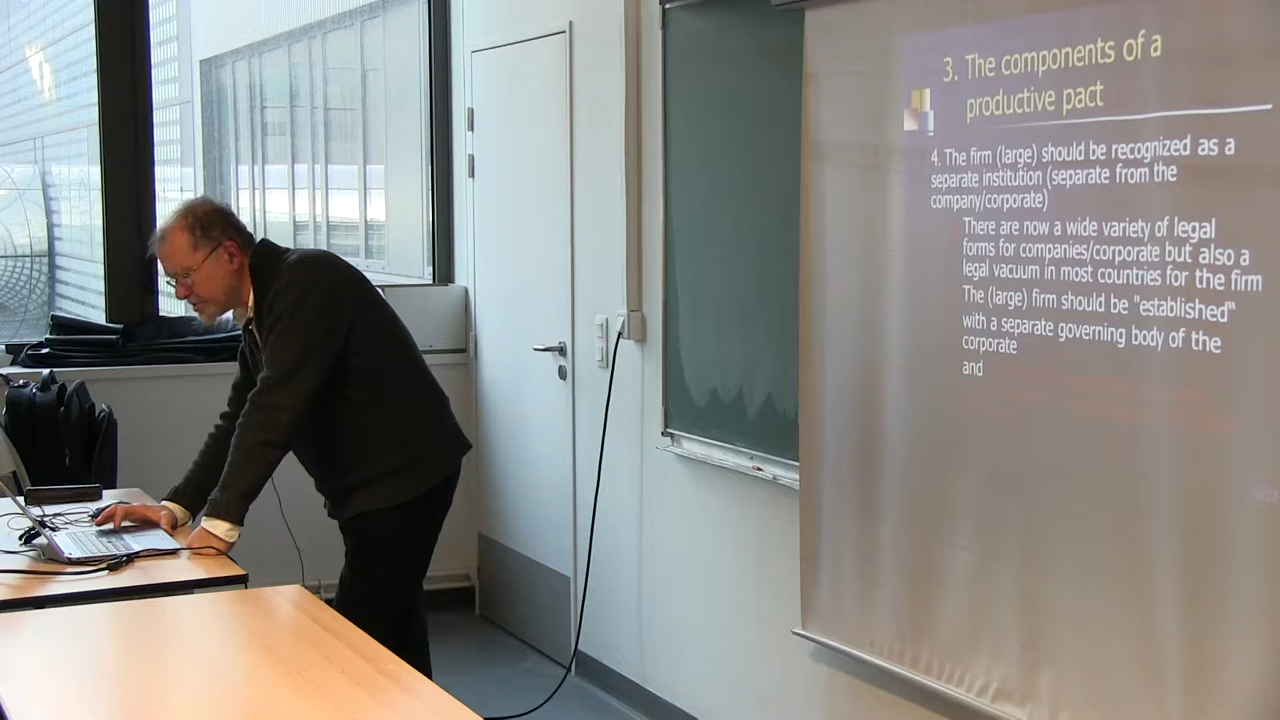 3. The components of a
productive pact
4. The firm (large) should be recognized as a
separate institution (separate from the
company/corporate)
There are now a wide variety of legal
forms for companies/corporate but also a
legal vacuum in most countries for the firm
The (large) firm should be "established"
with a separate governing body of the
corporate
and